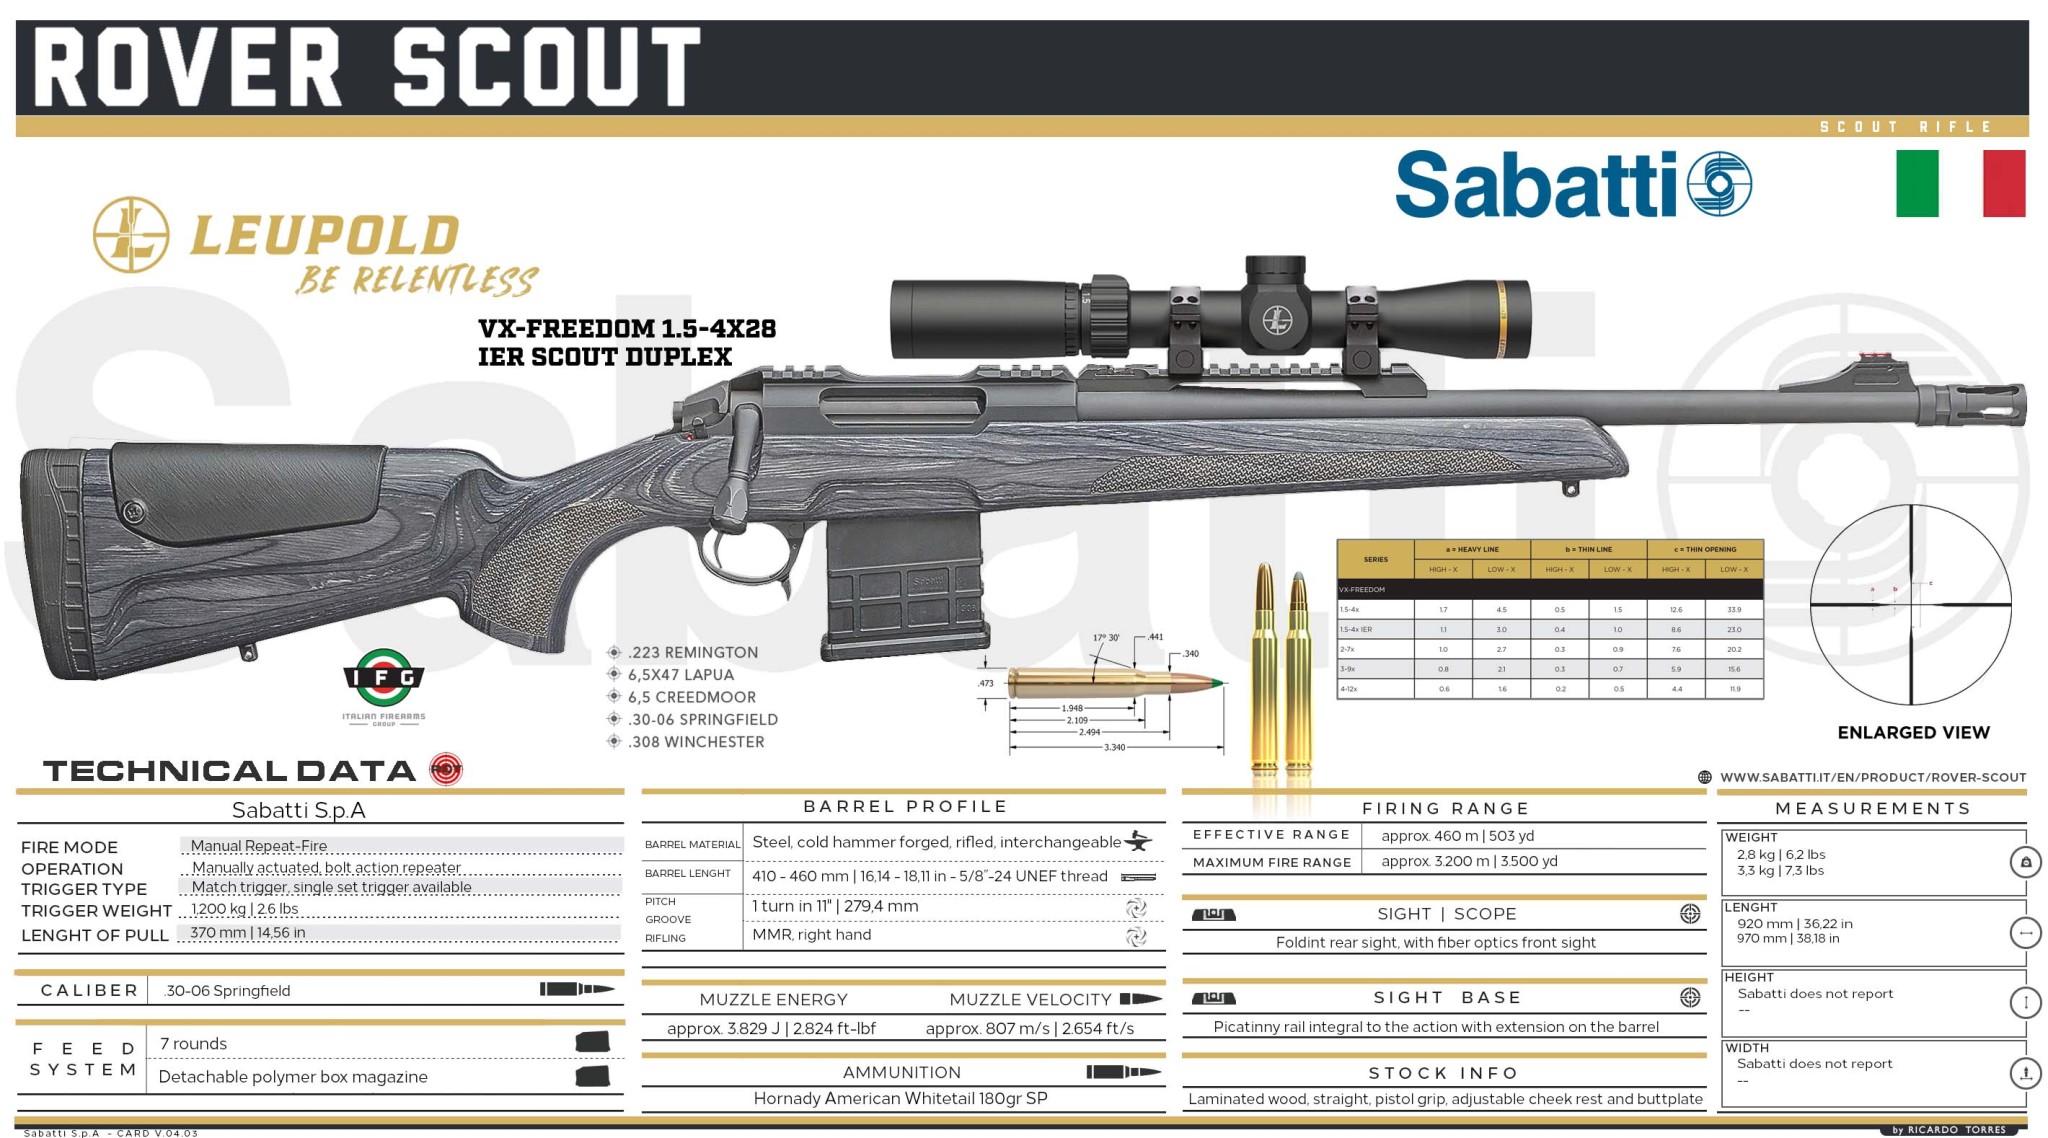 ROVER SCOUT
SCOUT RIFLE
Sabatti
LEUPOLD
BE RELENTLESS
VX-FREEDOM 1.5-4X28
IER SCOUT DUPLEX
Sabatti
IFG
ITALIAN FIREARMS
GROUP
.223 REMINGTON
6,5X47 LAPUA
6,5 CREEDMOOR
.30-06 SPRINGFIELD
.308 WINCHESTER
17° 30'
.441
.340
.473
1.948
2.109
2.494
3.340
SERIES a = HEAVY LINE b = THIN LINE c = THIN OPENING
HIGH - X LOW - X HIGH - X LOW - X HIGH - X LOW - X
VX-FREEDOM
1.5-4x 1.7 4.5 0.5 1.5 12.6 33.9
1.5-4x IER 1.1 3.0 0.4 1.0 8.6 23.0
2-7x 1.0 2.7 0.3 0.9 7.6 20.2
3-9x 0.8 2.1 0.3 0.7 5.9 15.6
4-12x 0.6 1.6 0.2 0.5 4.4 11.9
a b c
ENLARGED VIEW
TECHNICAL DATA
WWW.SABATTI.IT/EN/PRODUCT/ROVER-SCOUT
Sabatti S.p.A
FIRE MODE Manual Repeat-Fire
OPERATION Manually actuated, bolt action repeater
TRIGGER TYPE Match trigger, single set trigger available
TRIGGER WEIGHT 1,200 kg | 2.6 lbs
LENGHT OF PULL 370 mm | 14,56 in
CALIBER .30-06 Springfield
FEED SYSTEM
7 rounds
Detachable polymer box magazine
BARREL PROFILE
BARREL MATERIAL Steel, cold hammer forged, rifled, interchangeable
BARREL LENGHT 410 - 460 mm | 16,14 - 18,11 in - 5/8"-24 UNEF thread
PITCH 1 turn in 11" | 279,4 mm
GROOVE
RIFLING MMR, right hand
MUZZLE ENERGY MUZZLE VELOCITY
approx. 3.829 J | 2.824 ft-lbf approx. 807 m/s | 2.654 ft/s
AMMUNITION
Hornady American Whitetail 180gr SP
FIRING RANGE
EFFECTIVE RANGE approx. 460 m | 503 yd
MAXIMUM FIRE RANGE approx. 3.200 m | 3.500 yd
SIGHT | SCOPE
Foldint rear sight, with fiber optics front sight
SIGHT BASE
Picatinny rail integral to the action with extension on the barrel
STOCK INFO
Laminated wood, straight, pistol grip, adjustable cheek rest and buttplate
MEASUREMENTS
WEIGHT
2,8 kg | 6,2 lbs
3,3 kg | 7,3 lbs
LENGHT
920 mm | 36,22 in
970 mm | 38,18 in
HEIGHT
Sabatti does not report
--
WIDTH
Sabatti does not report
--
Sabatti S.p.A - CARD V.04.03
by RICARDO TORRES